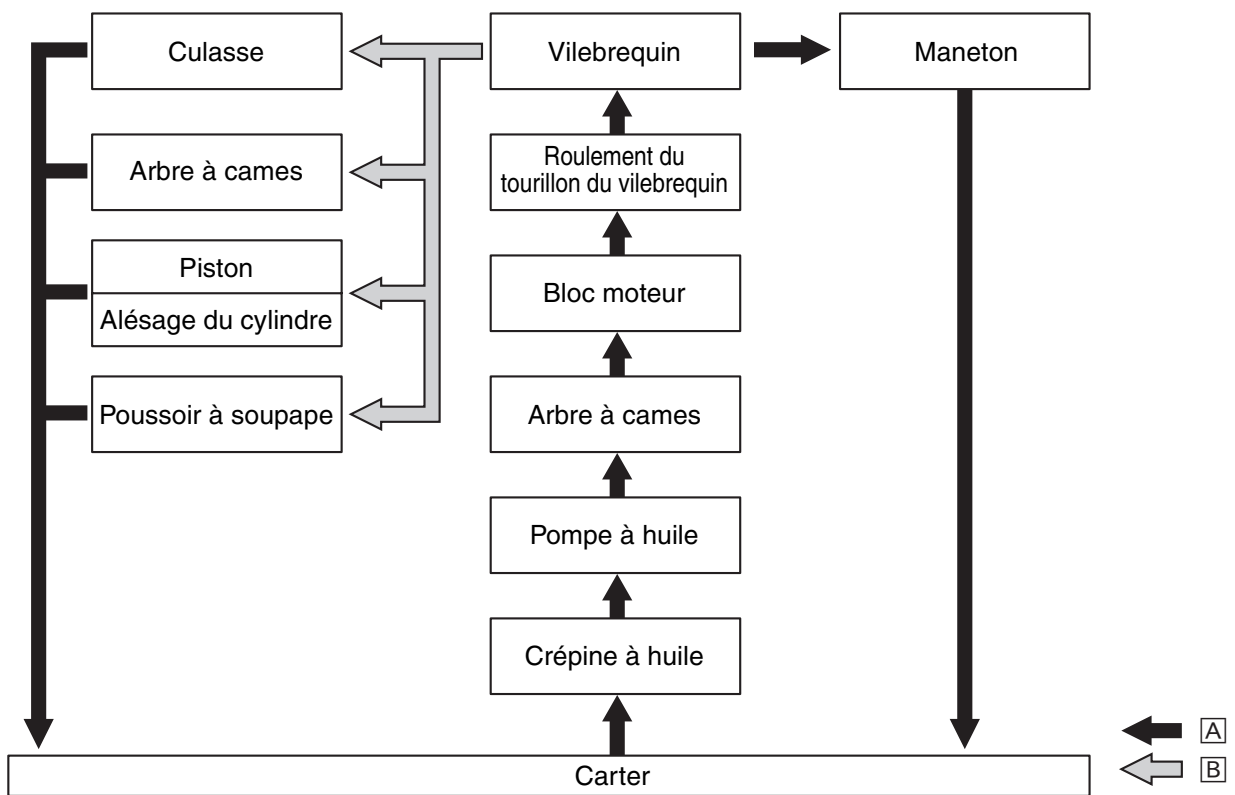 Culasse
Vilebrequin
Maneton
Arbre à cames
Roulement du
tourillon du vilebrequin
Piston
Alésage du cylindre
Bloc moteur
Poussoir à soupape
Arbre à cames
Pompe à huile
Crépine à huile
A
B
Carter